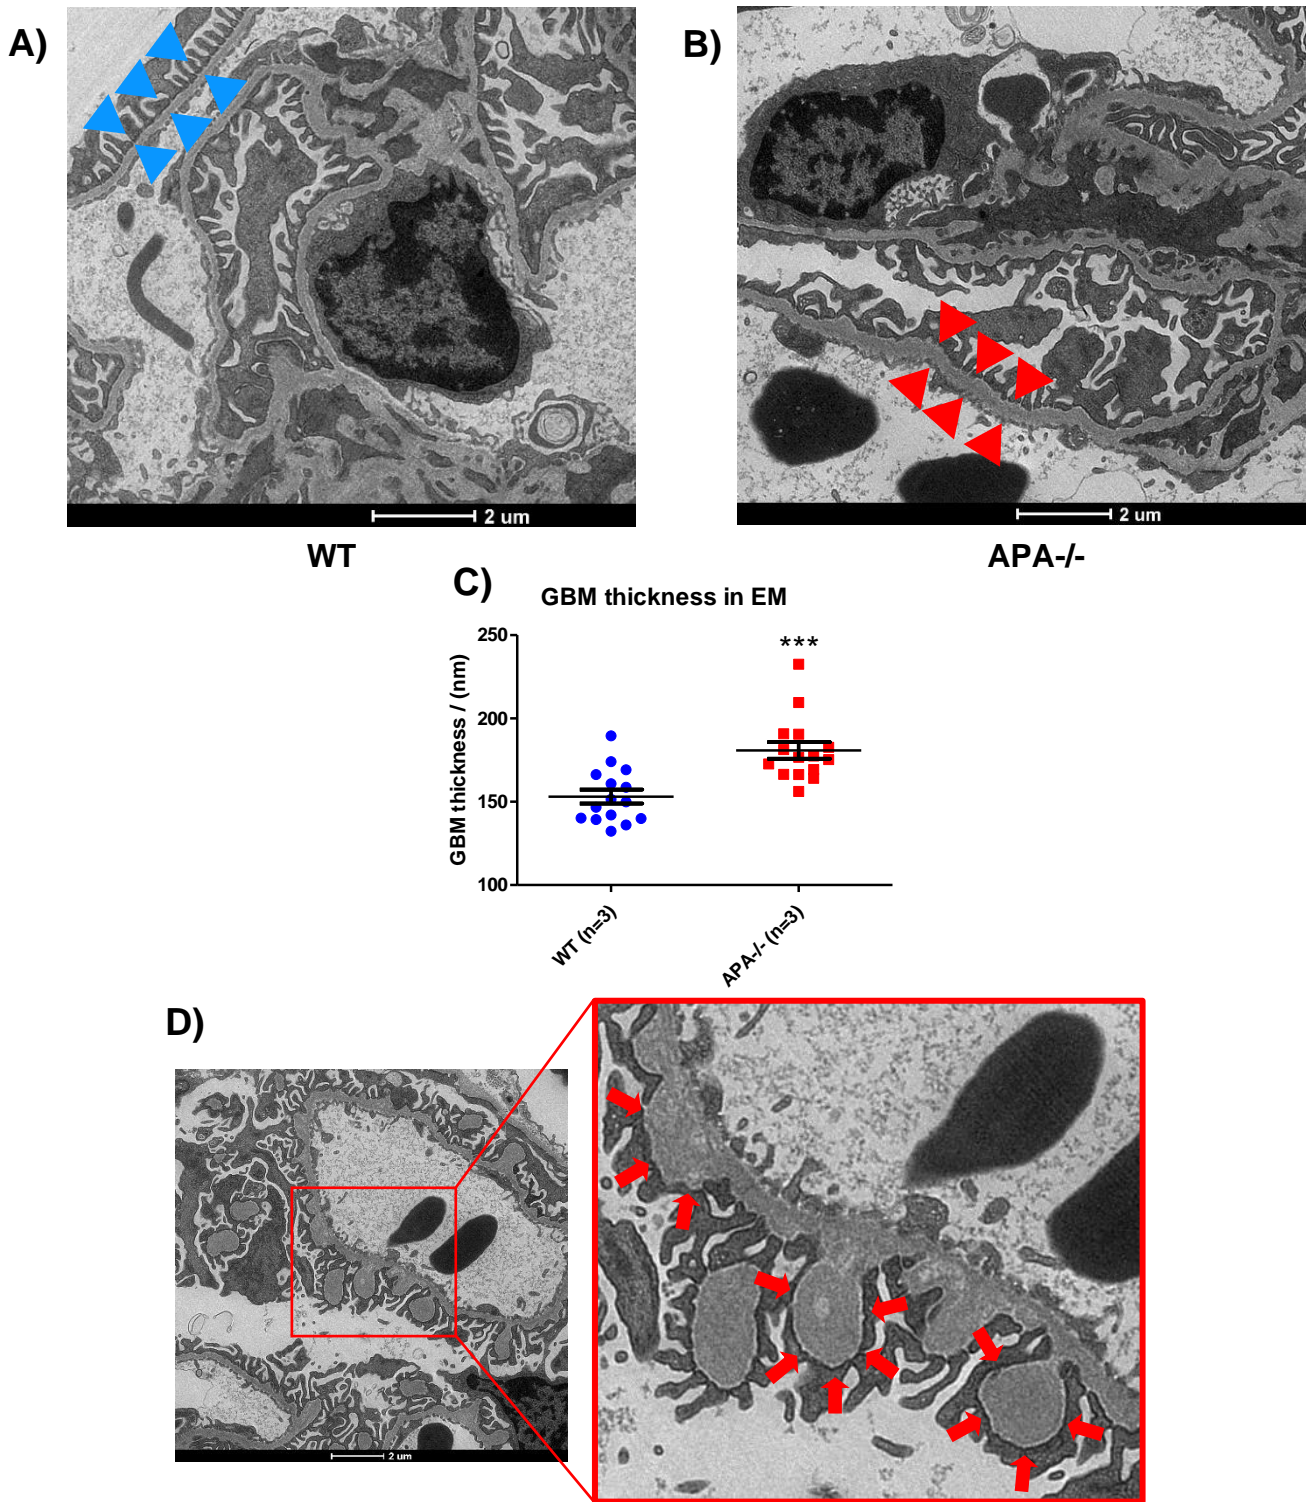 A)
B)
2 um
2 um
WT
APA-/-
C)
GBM thickness in EM
GBM thickness / (nm)
250
200
150
100
***
WT (n=3)
APA-/- (n=3)
D)
2 um